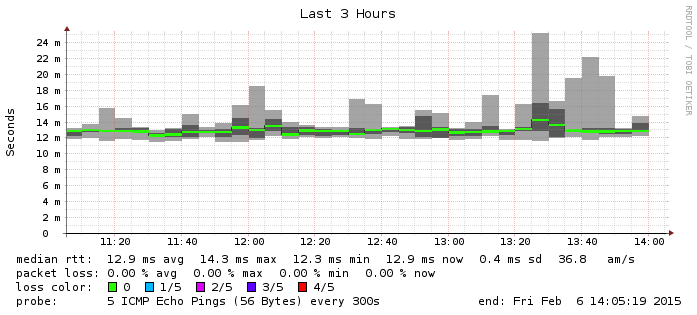 Last 3 Hours
RRDTOOL / TOBI OETIKER
Seconds
24 m
22 m
20 m
18 m
16 m
14 m
12 m
10 m
8 m
6 m
4 m
2 m
0
11:20 11:40 12:00 12:20 12:40 13:00 13:20 13:40 14:00
median rtt: 12.9 ms avg 14.3 ms max 12.3 ms min 12.9 ms now 0.4 ms sd 36.8 am/s
packet loss: 0.00 % avg 0.00 % max 0.00 % min 0.00 % now
loss color: 0 1/5 2/5 3/5 4/5
probe: 5 ICMP Echo Pings (56 Bytes) every 300s end: Fri Feb 6 14:05:19 2015